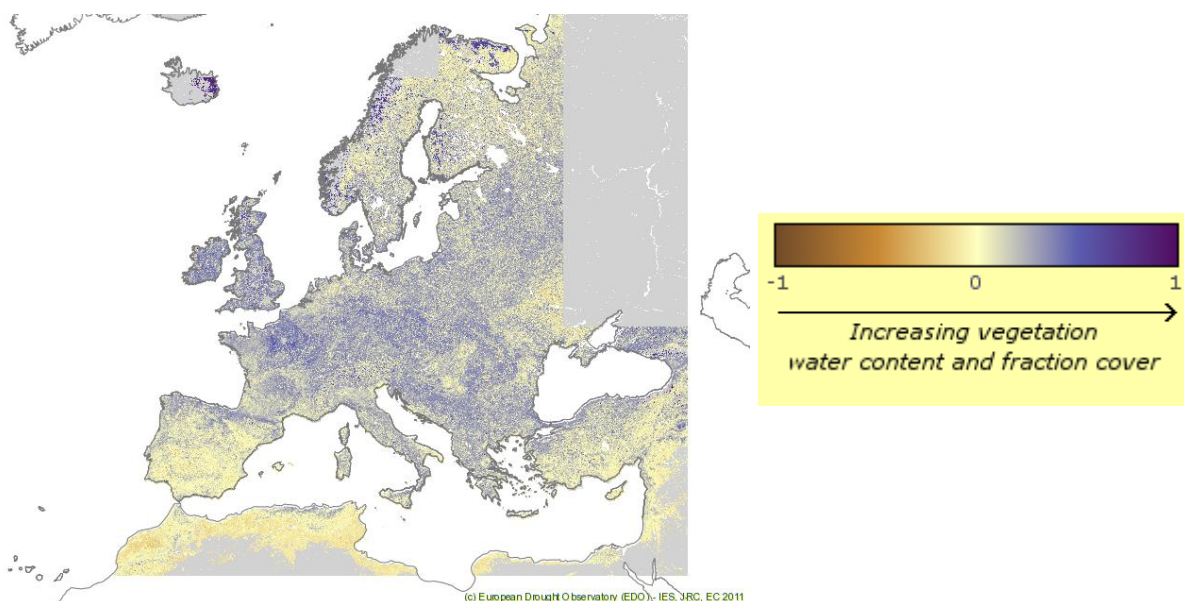 -1 0 1
Increasing vegetation
water content and fraction cover
(c) European Drought Observatory (EDO) - IES, JRC, EC 2011